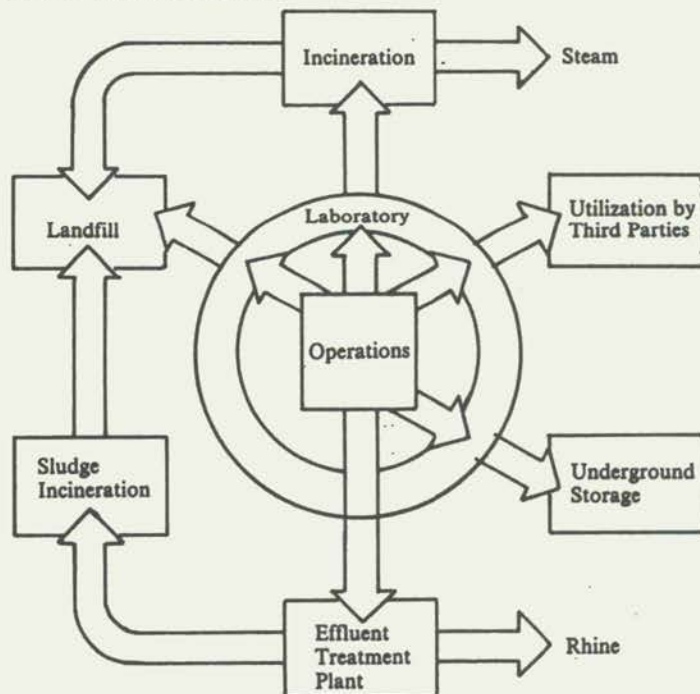 Incineration
Steam
Laboratory
Landfill
Utilization by
Third Parties
Operations
Sludge
Incineration
Underground
Storage
Effluent
Treatment
Plant
Rhine